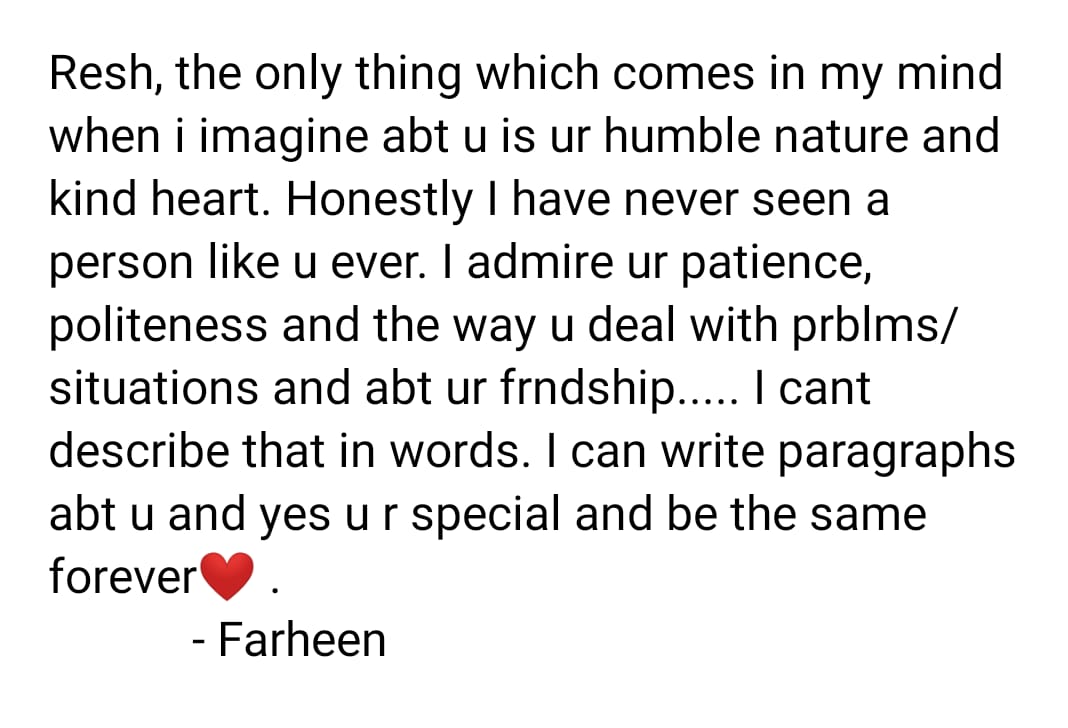 Resh, the only thing which comes in my mind
when i imagine abt u is ur humble nature and
kind heart. Honestly I have never seen a
person like u ever. I admire ur patience,
politeness and the way u deal with prblms/
situations and abt ur frndship..... I cant
describe that in words. I can write paragraphs
abt u and yes u r special and be the same
forever❤️ .
- Farheen